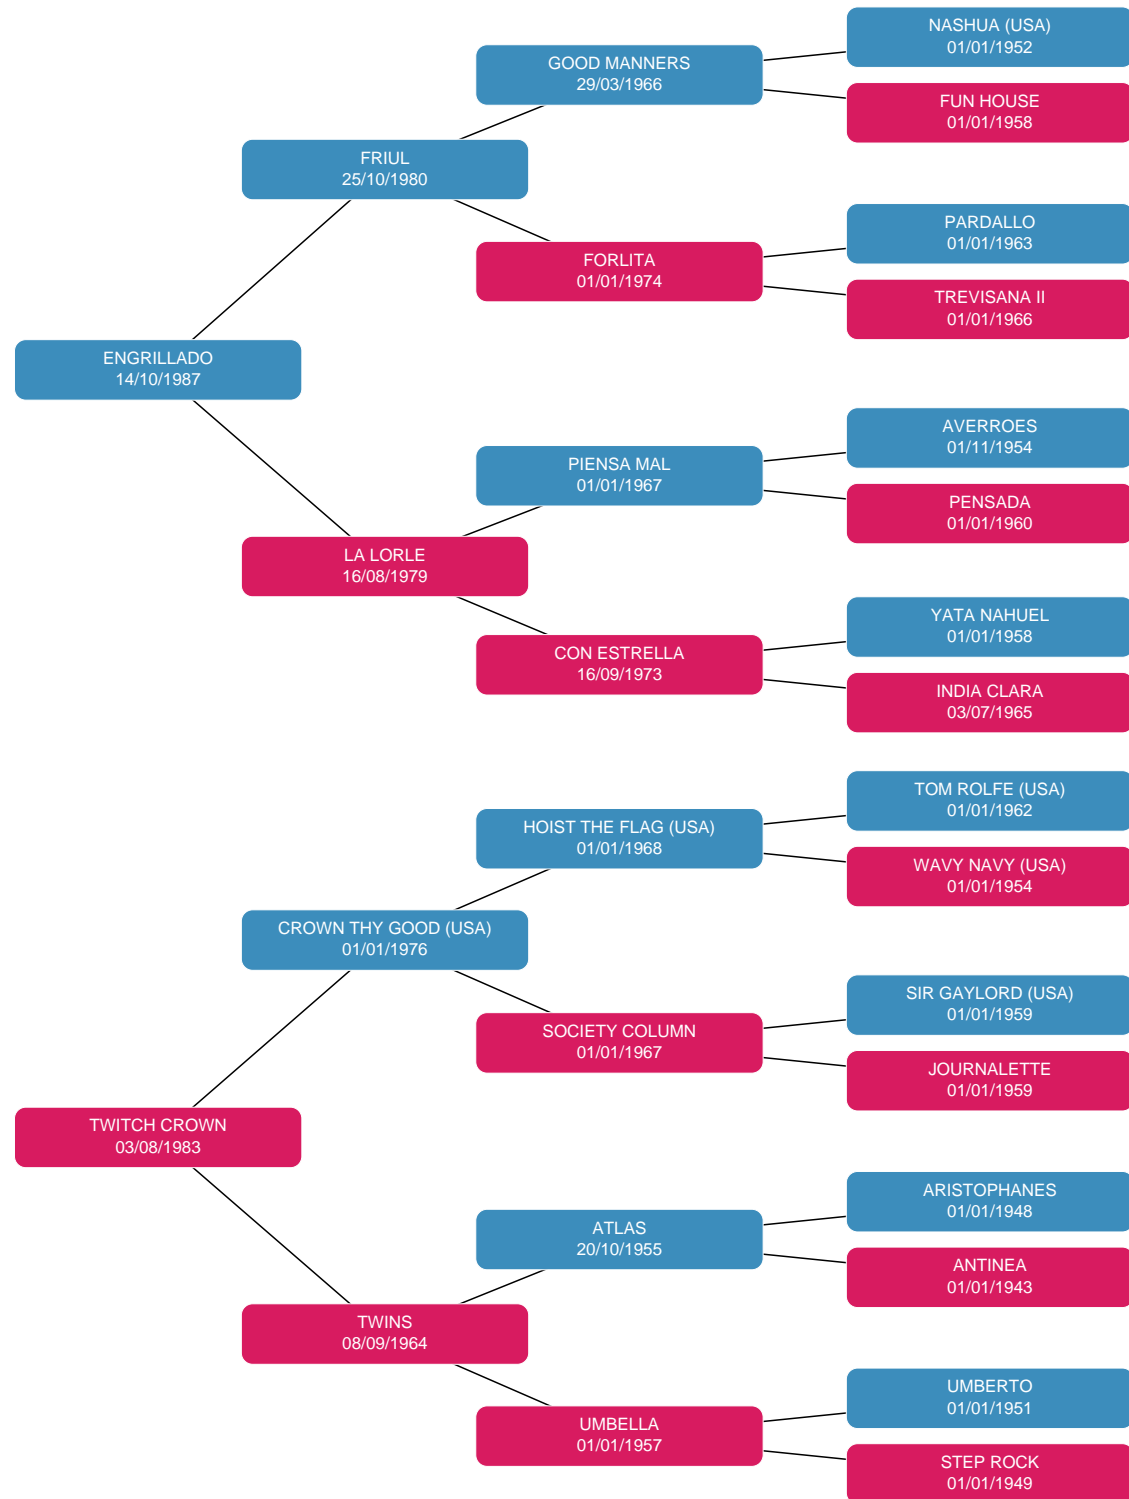 NASHUA (USA)
01/01/1952
GOOD MANNERS
29/03/1966
FUN HOUSE
01/01/1958
FRIUL
25/10/1980
PARDALLO
01/01/1963
FORLITA
01/01/1974
TREVISANA II
01/01/1966
ENGRILLADO
14/10/1987
AVERROES
01/11/1954
PIENSA MAL
01/01/1967
PENSADA
01/01/1960
LA LORLE
16/08/1979
YATA NAHUEL
01/01/1958
CON ESTRELLA
16/09/1973
INDIA CLARA
03/07/1965
TOM ROLFE (USA)
01/01/1962
HOIST THE FLAG (USA)
01/01/1968
WAVY NAVY (USA)
01/01/1954
CROWN THY GOOD (USA)
01/01/1976
SIR GAYLORD (USA)
01/01/1959
SOCIETY COLUMN
01/01/1967
JOURNALETTE
01/01/1959
TWITCH CROWN
03/08/1983
ARISTOPHANES
01/01/1948
ATLAS
20/10/1955
ANTINEA
01/01/1943
TWINS
08/09/1964
UMBERTO
01/01/1951
UMBELLA
01/01/1957
STEP ROCK
01/01/1949